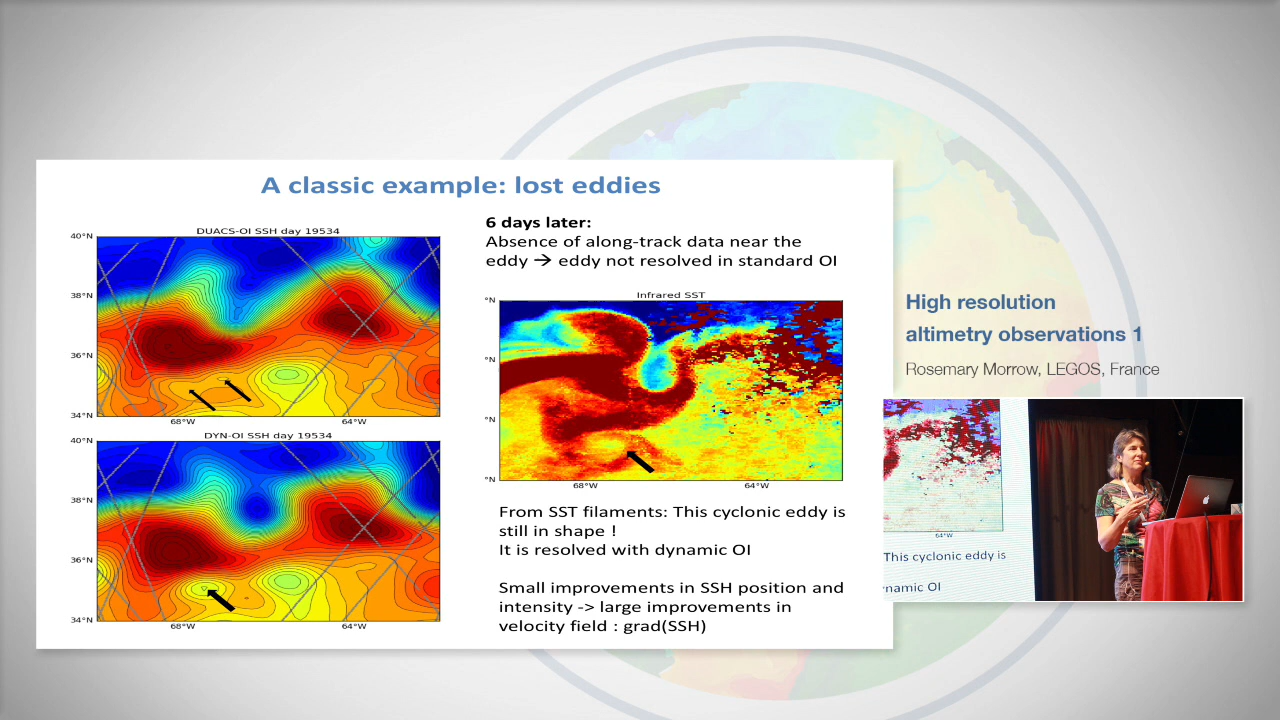 A classic example: lost eddies
DUACS-OI SSH day 19534
40°N
38°N
36°N
34°N
68°W
64°W
DYN-OI SSH day 19534
40°N
38°N
36°N
34°N
68°W
64°W
6 days later:
Absence of along-track data near the
eddy → eddy not resolved in standard OI
Infrared SST
°N
°N
°N
°N
68°W
64°W
From SST filaments: This cyclonic eddy is
still in shape !
It is resolved with dynamic OI
Small improvements in SSH position and
intensity -> large improvements in
velocity field : grad(SSH)
High resolution
altimetry observations 1
Rosemary Morrow, LEGOS, France
64°W
This cyclonic eddy is
namic OI